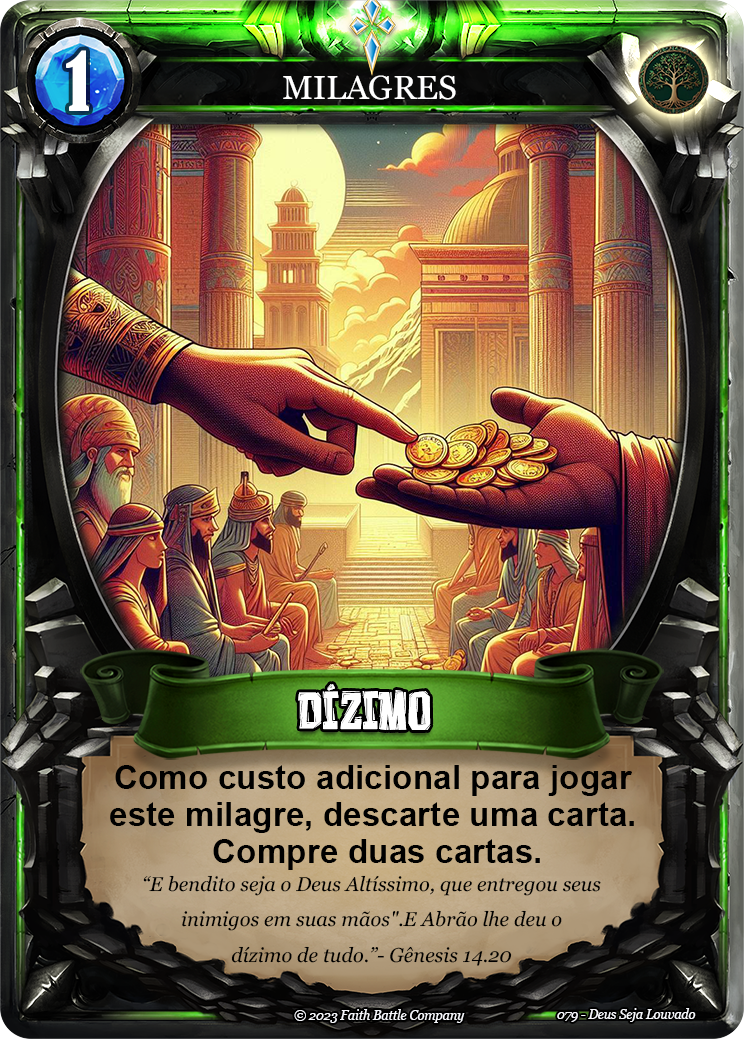 1
MILAGRES
DÍZIMO
Como custo adicional para jogar
este milagre, descarte uma carta.
Compre duas cartas.
“E bendito seja o Deus Altíssimo, que entregou seus
inimigos em suas mãos".E Abrão lhe deu o
dízimo de tudo.”- Gênesis 14.20
© 2023 Faith Battle Company
079 - Deus Seja Louvado